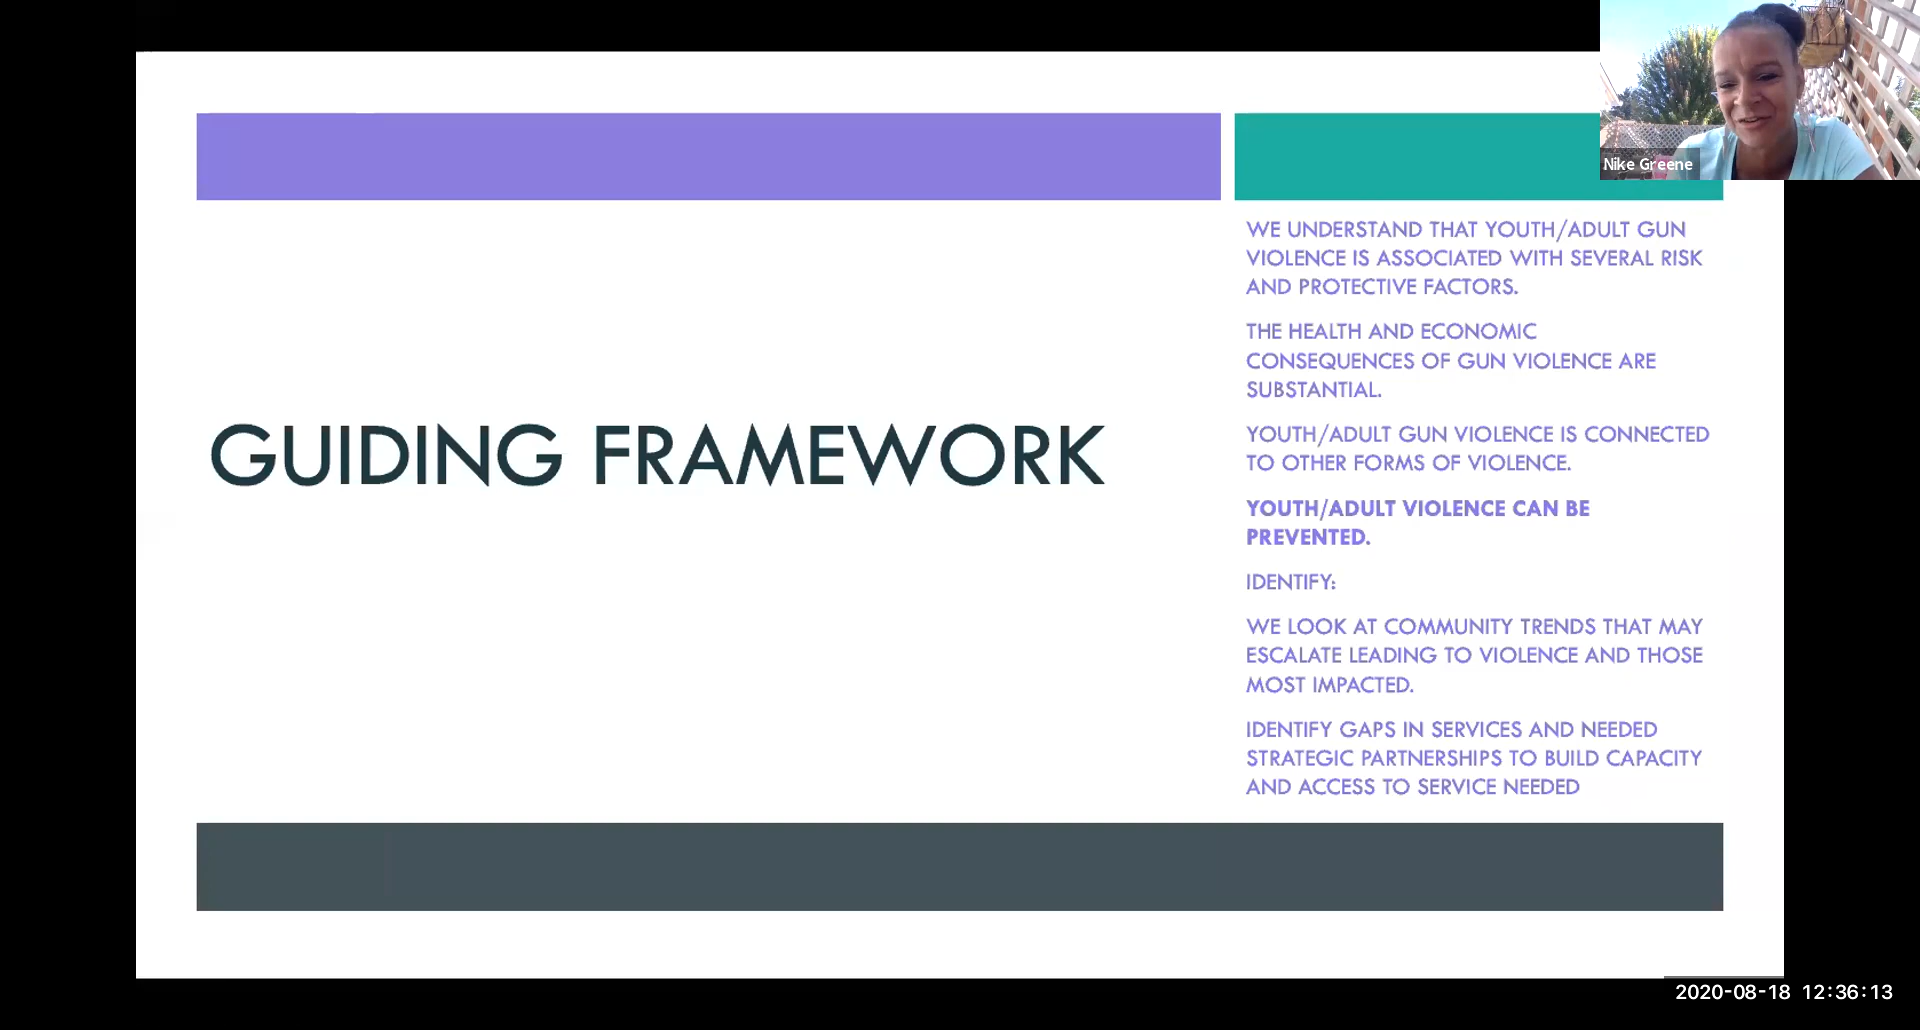 Nike Greene
WE UNDERSTAND THAT YOUTH/ADULT GUN
VIOLENCE IS ASSOCIATED WITH SEVERAL RISK
AND PROTECTIVE FACTORS.
THE HEALTH AND ECONOMIC
CONSEQUENCES OF GUN VIOLENCE ARE
SUBSTANTIAL.
GUIDING FRAMEWORK
YOUTH/ADULT GUN VIOLENCE IS CONNECTED
TO OTHER FORMS OF VIOLENCE.
YOUTH/ADULT VIOLENCE CAN BE
PREVENTED.
IDENTIFY:
WE LOOK AT COMMUNITY TRENDS THAT MAY
ESCALATE LEADING TO VIOLENCE AND THOSE
MOST IMPACTED.
IDENTIFY GAPS IN SERVICES AND NEEDED
STRATEGIC PARTNERSHIPS TO BUILD CAPACITY
AND ACCESS TO SERVICE NEEDED
2020-08-18 12:36:13